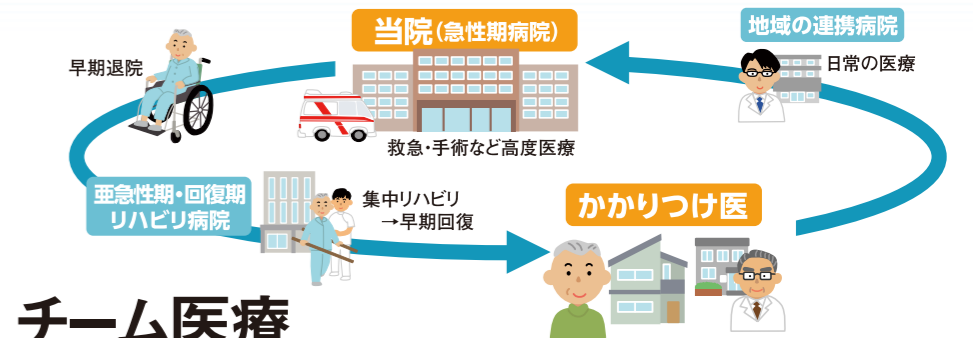 当院（急性期病院）
地域の連携病院
早期退院
日常の医療
救急・手術など高度医療
亜急性期・回復期
リハビリ病院
集中リハビリ
→早期回復
かかりつけ医
チーム医療